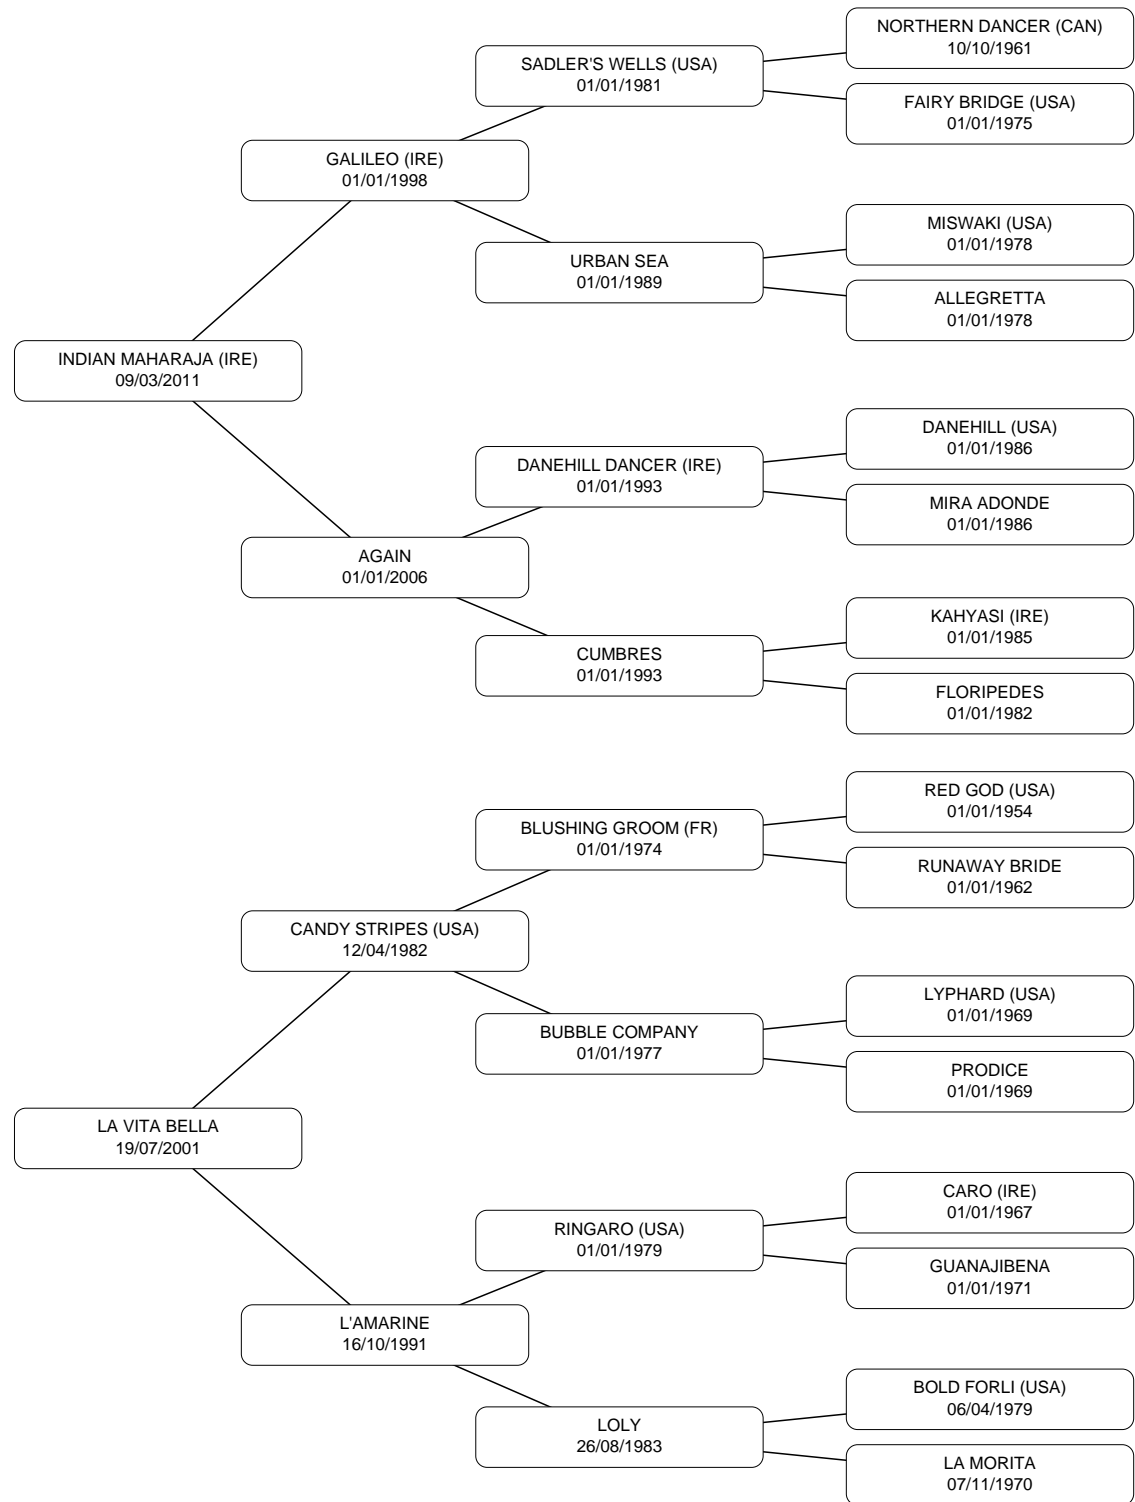 NORTHERN DANCER (CAN)
10/10/1961
SADLER'S WELLS (USA)
01/01/1981
FAIRY BRIDGE (USA)
01/01/1975
GALILEO (IRE)
01/01/1998
MISWAKI (USA)
01/01/1978
URBAN SEA
01/01/1989
ALLEGRETTA
01/01/1978
INDIAN MAHARAJA (IRE)
09/03/2011
DANEHILL (USA)
01/01/1986
DANEHILL DANCER (IRE)
01/01/1993
MIRA ADONDE
01/01/1986
AGAIN
01/01/2006
KAHYASI (IRE)
01/01/1985
CUMBRES
01/01/1993
FLORIPEDES
01/01/1982
RED GOD (USA)
01/01/1954
BLUSHING GROOM (FR)
01/01/1974
RUNAWAY BRIDE
01/01/1962
CANDY STRIPES (USA)
12/04/1982
LYPHARD (USA)
01/01/1969
BUBBLE COMPANY
01/01/1977
PRODICE
01/01/1969
LA VITA BELLA
19/07/2001
CARO (IRE)
01/01/1967
RINGARO (USA)
01/01/1979
GUANAJIBENA
01/01/1971
L'AMARINE
16/10/1991
BOLD FORLI (USA)
06/04/1979
LOLY
26/08/1983
LA MORITA
07/11/1970